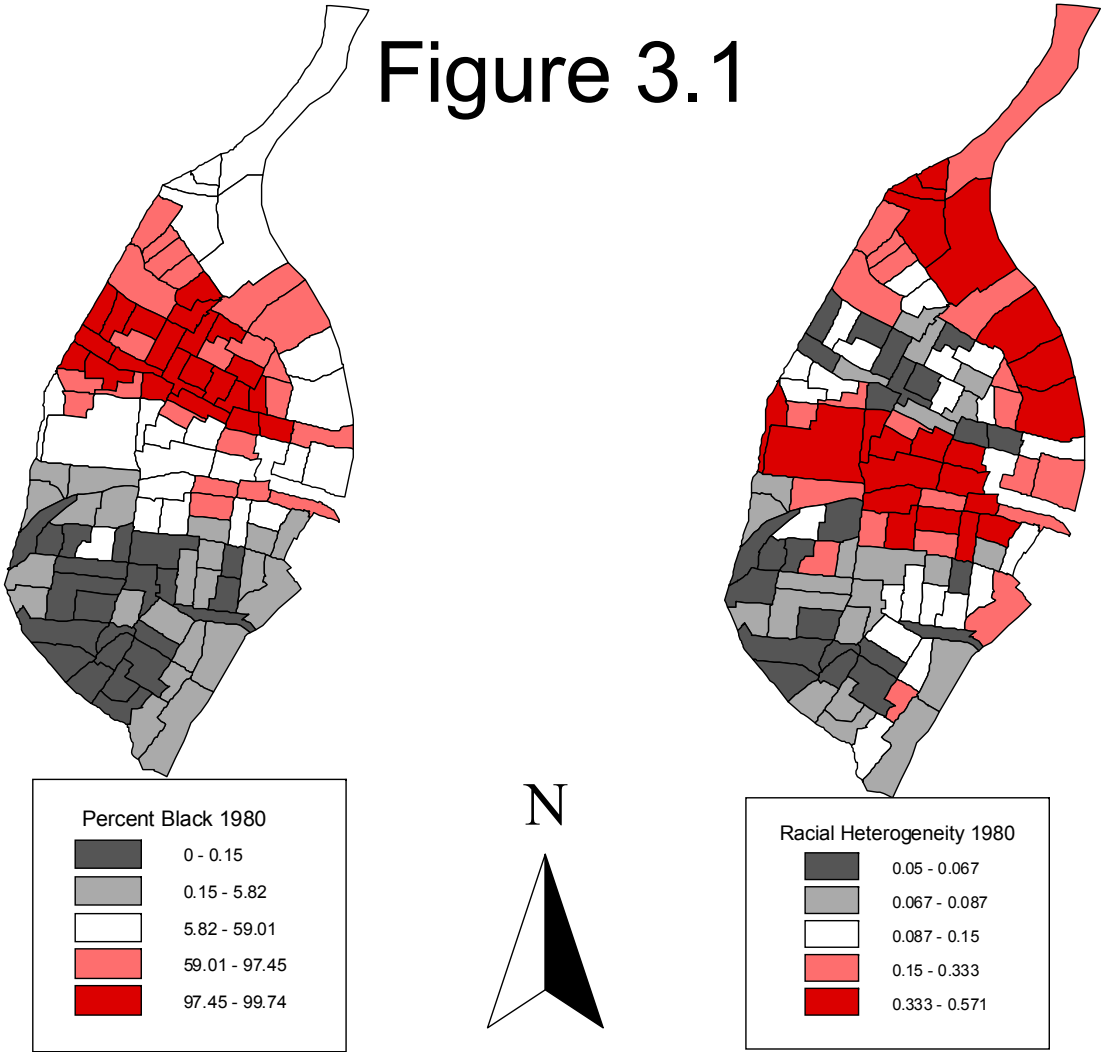 Figure 3.1
Percent Black 1980
0 - 0.15
0.15 - 5.82
5.82 - 59.01
59.01 - 97.45
97.45 - 99.74
N
Racial Heterogeneity 1980
0.05 - 0.067
0.067 - 0.087
0.087 - 0.15
0.15 - 0.333
0.333 - 0.571